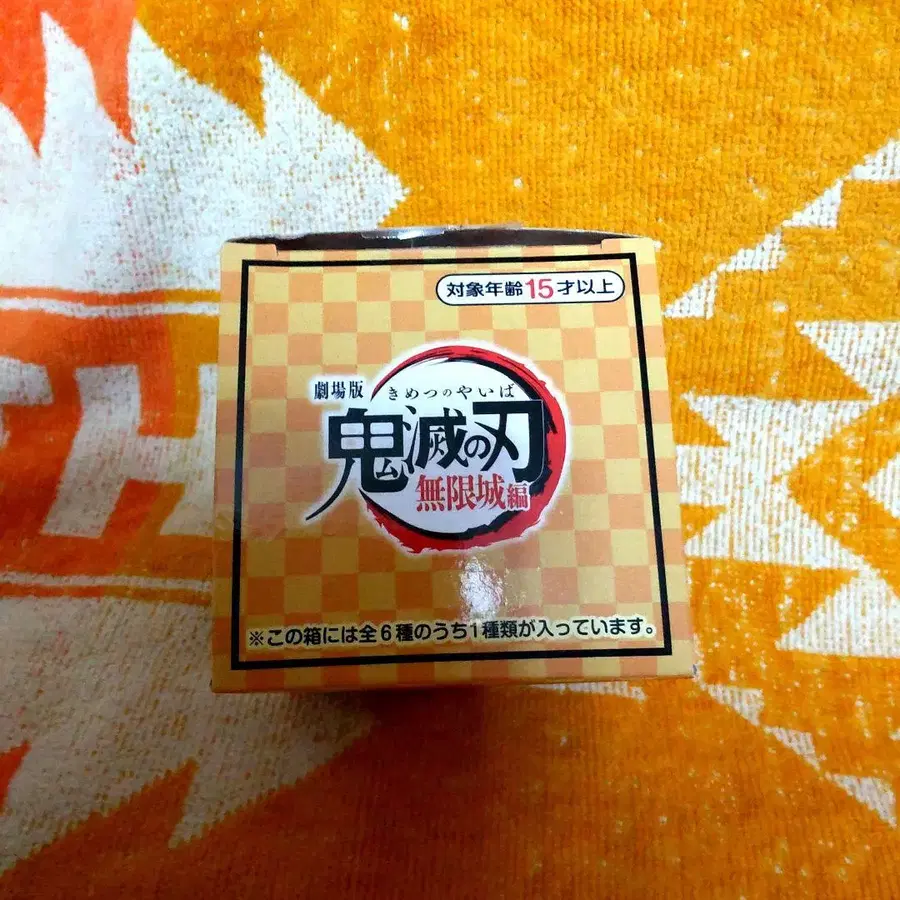 対象年齢15才以上
劇場版 きめつのやいば
鬼滅の刃
無限城編
※この箱には全6種のうち1種類が入っています。